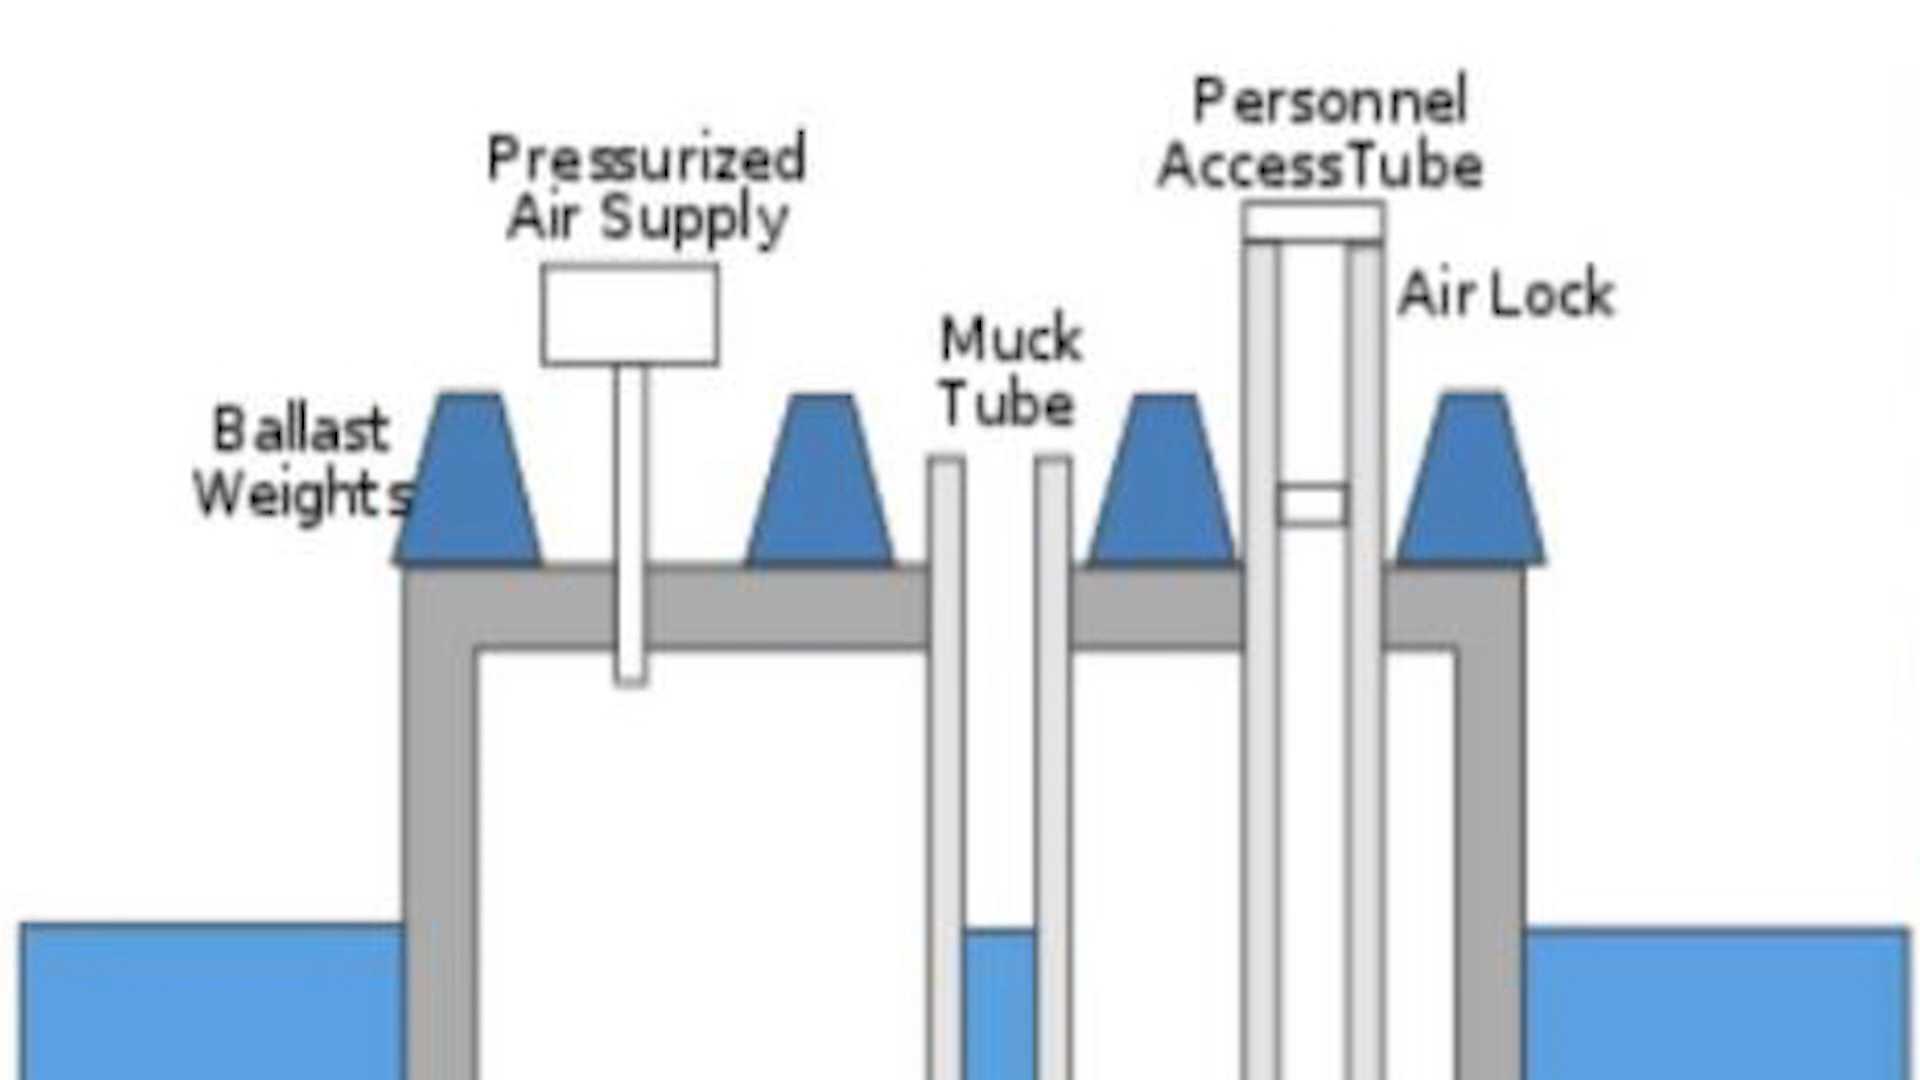 Personnel
AccessTube
Pressurized
Air Supply
Air Lock
Muck
Tube
Ballast
Weights